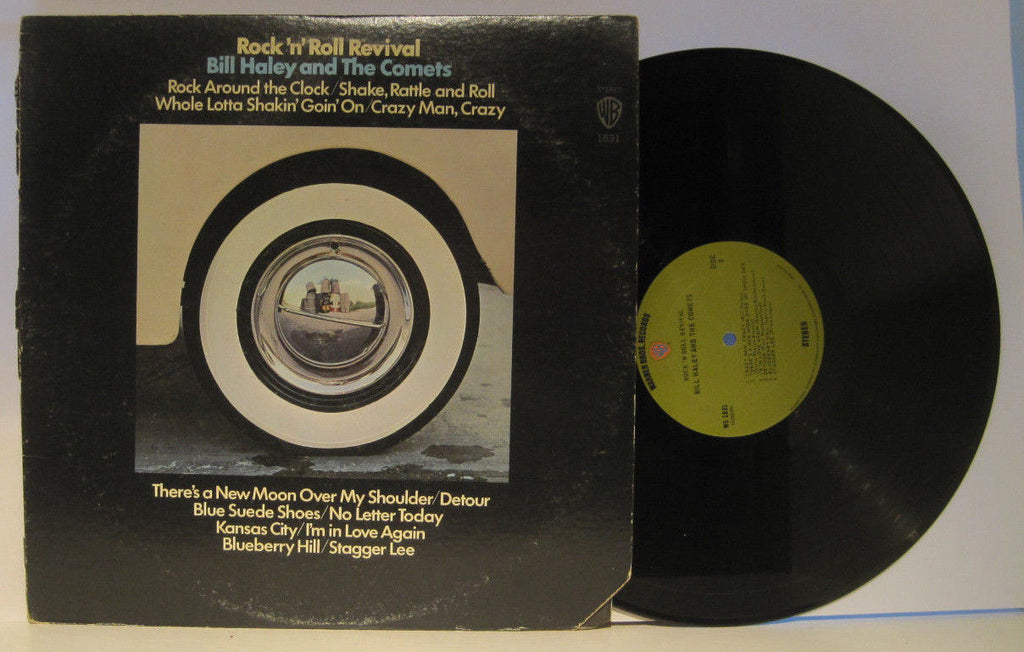 Rock 'n' Roll Revival
Bill Haley and The Comets
Rock Around the Clock/Shake, Rattle and Roll
Whole Lotta Shakin' Goin' On/Crazy Man, Crazy
STEREO
WB
1831
There's a New Moon Over My Shoulder/Detour
Blue Suede Shoes/No Letter Today
Kansas City/I'm in Love Again
Blueberry Hill/Stagger Lee
WARNER BROS. RECORDS
ROCK 'N ROLL REVIVAL
BILL HALEY AND THE COMETS
SIDE
WS 1831
STEREO